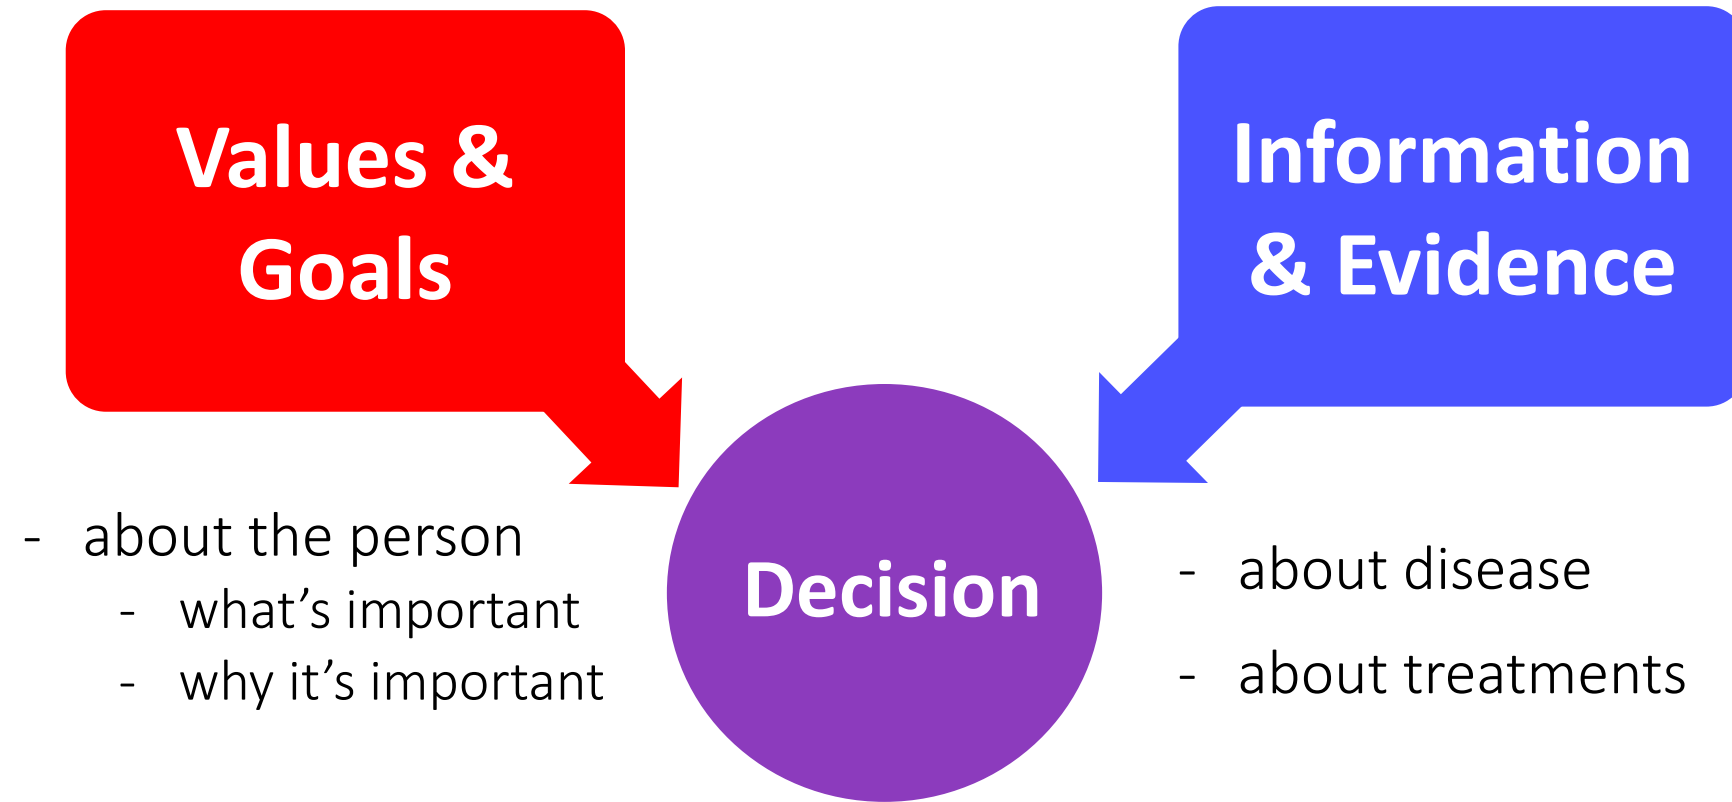 Values &
Goals
Information
& Evidence
Decision
- about the person
- what’s important
- why it’s important
- about disease
- about treatments